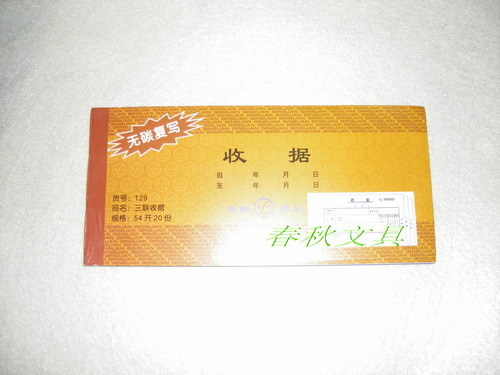 无碳复写
收 据
自 年 月 日
至 年 月 日
货号：129
品名：三联收据
规格：54开20份
春秋文具